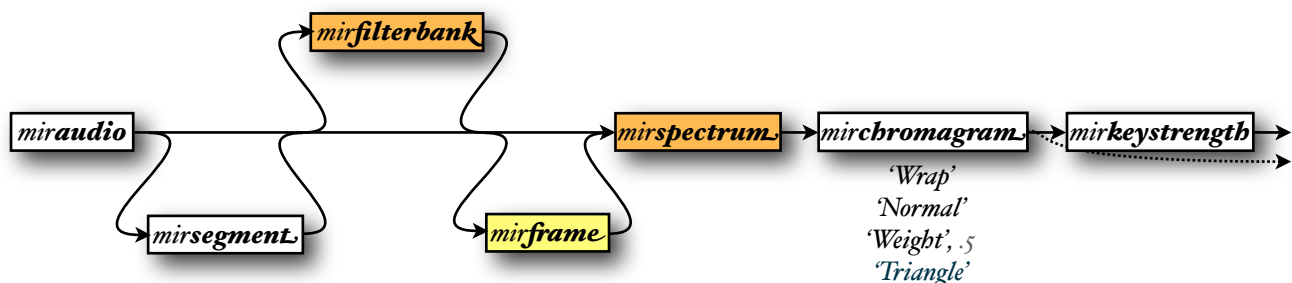 mirfilterbank
miraudio
mirspectrum
mirchromagram
mirkeystrength
‘Wrap’
‘Normal’
‘Weight’, .5
‘Triangle’
mirsegment
mirframe